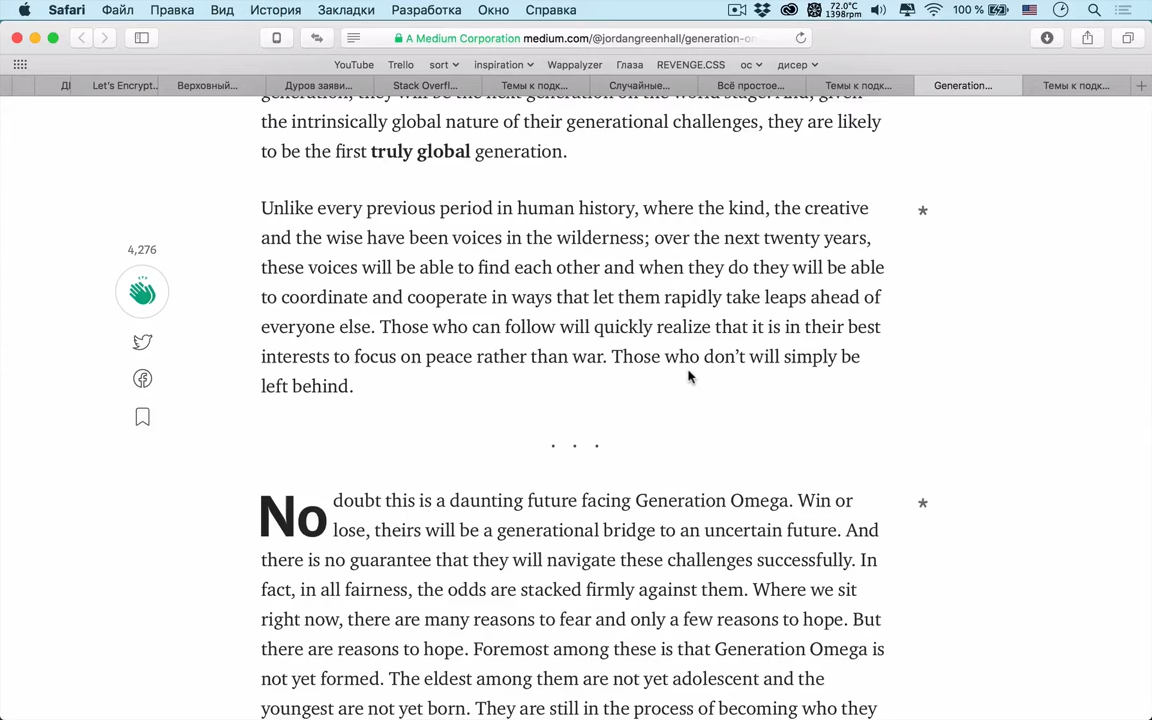 Safari Файл Правка Вид История Закладки Разработка Окно Справка 72.0°C 1398rpm 100 %
A Medium Corporation medium.com/@jordangreenhall/generation-o
YouTube Trello sort inspiration Wappalyzer Глаза REVENGE.CSS ос дисер
Let's Encrypt. Верховный... Дуров заяви... Stack Overfl... Темы к подк... Случайные... Всё простое... Темы к подк... Generation... Темы к подк...
generation, they will be the next generation on the world stage. And, given
the intrinsically global nature of their generational challenges, they are likely
to be the first truly global generation.
Unlike every previous period in human history, where the kind, the creative *
and the wise have been voices in the wilderness; over the next twenty years,
4,276
these voices will be able to find each other and when they do they will be able
to coordinate and cooperate in ways that let them rapidly take leaps ahead of
everyone else. Those who can follow will quickly realize that it is in their best
interests to focus on peace rather than war. Those who don’t will simply be
left behind.
. . .
No doubt this is a daunting future facing Generation Omega. Win or *
lose, theirs will be a generational bridge to an uncertain future. And
there is no guarantee that they will navigate these challenges successfully. In
fact, in all fairness, the odds are stacked firmly against them. Where we sit
right now, there are many reasons to fear and only a few reasons to hope. But
there are reasons to hope. Foremost among these is that Generation Omega is
not yet formed. The eldest among them are not yet adolescent and the
youngest are not yet born. They are still in the process of becoming who they